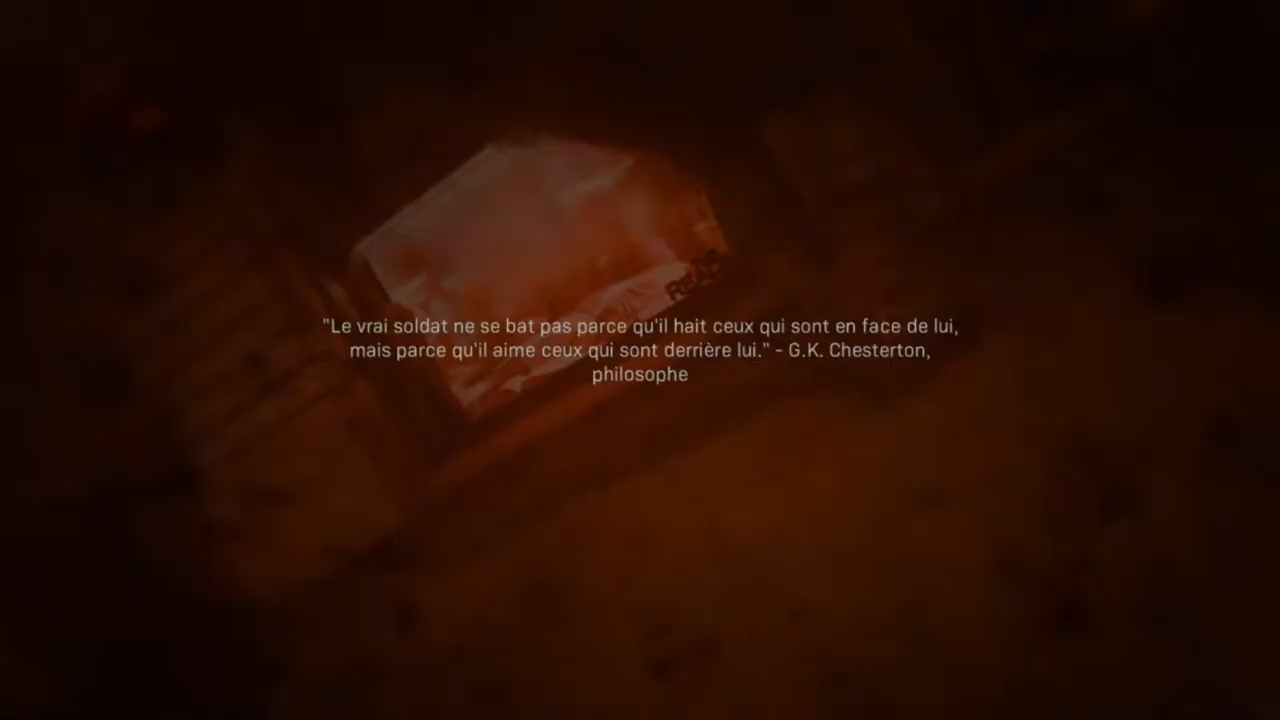 "Le vrai soldat ne se bat pas parce qu'il hait ceux qui sont en face de lui,
mais parce qu'il aime ceux qui sont derrière lui." - G.K. Chesterton,
philosophe